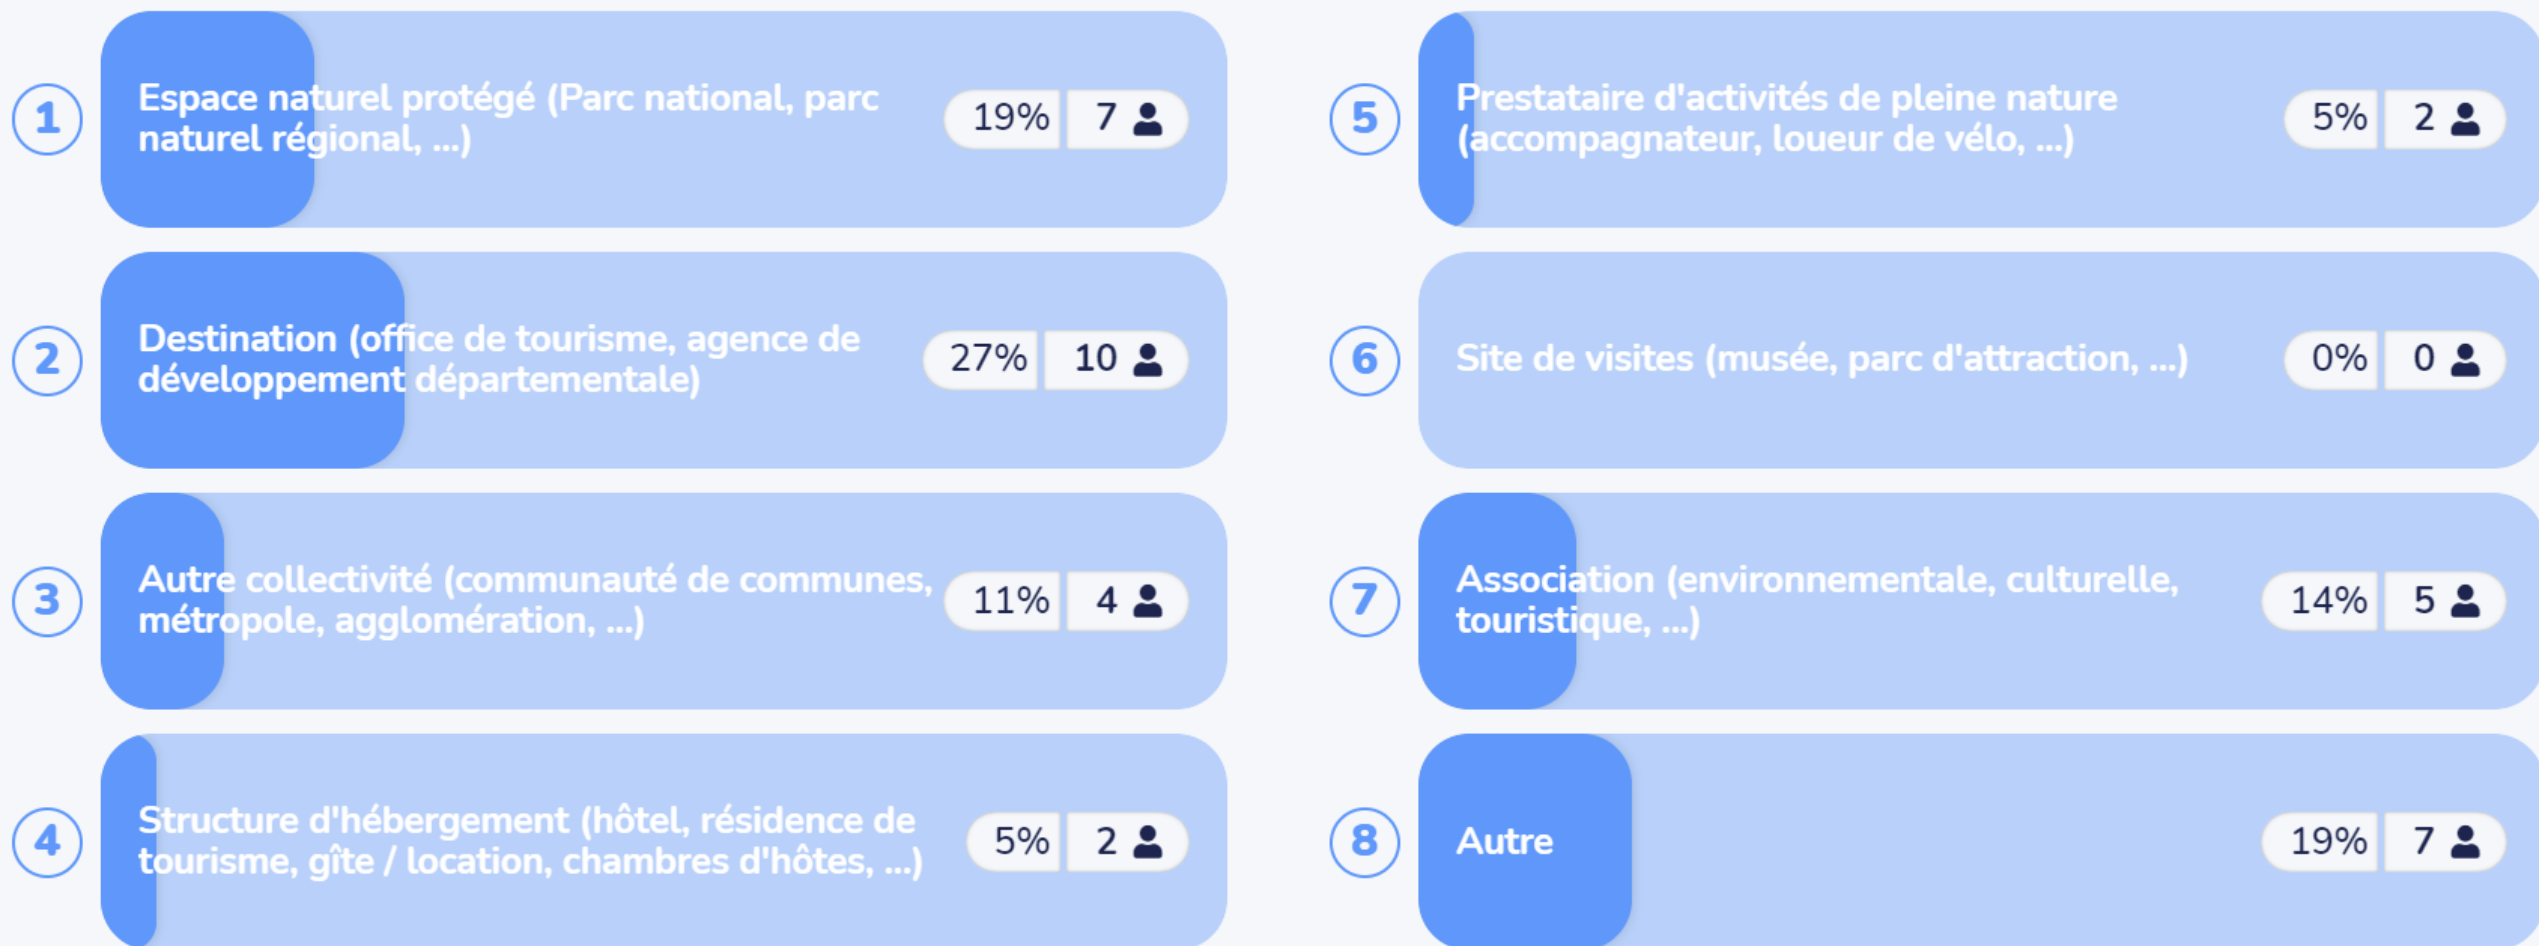 1
Espace naturel protégé (Parc national, parc
naturel régional, ...)
19% 7
2
Destination (office de tourisme, agence de
développement départementale)
27% 10
3
Autre collectivité (communauté de communes,
métropole, agglomération, ...)
11% 4
4
Structure d'hébergement (hôtel, résidence de
tourisme, gîte / location, chambres d'hôtes, ...)
5% 2
5
Prestataire d'activités de pleine nature
(accompagnateur, loueur de vélo, ...)
5% 2
6
Site de visites (musée, parc d'attraction, ...)
0% 0
7
Association (environnementale, culturelle,
touristique, ...)
14% 5
8
Autre
19% 7